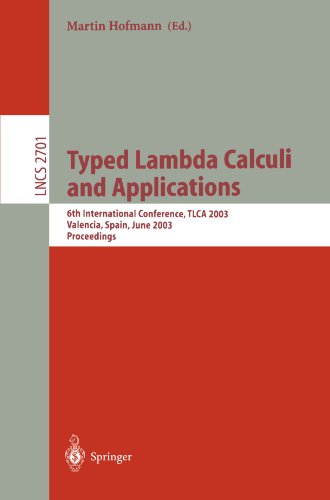 Martin Hofmann (Ed.)
LNCS 2701
Typed Lambda Calculi
and Applications
6th International Conference, TLCA 2003
Valencia, Spain, June 2003
Proceedings
Springer